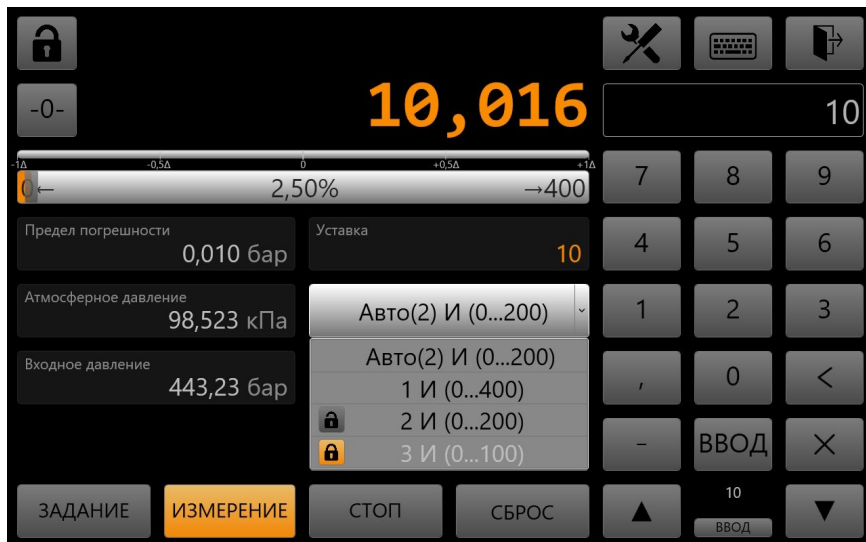 -0-
10,016
10
-1Δ -0,5Δ 0 +0,5Δ +1Δ
0← 2,50% →400
Предел погрешности
0,010 бар
Уставка
10
Атмосферное давление
98,523 кПа
Авто(2) И (0...200)
Входное давление
443,23 бар
Авто(2) И (0...200)
1 И (0...400)
2 И (0...200)
3 И (0...100)
7 8 9
4 5 6
1 2 3
, 0 <
– ВВОД ×
ЗАДАНИЕ ИЗМЕРЕНИЕ СТОП СБРОС ▲ 10 ▼
ВВОД